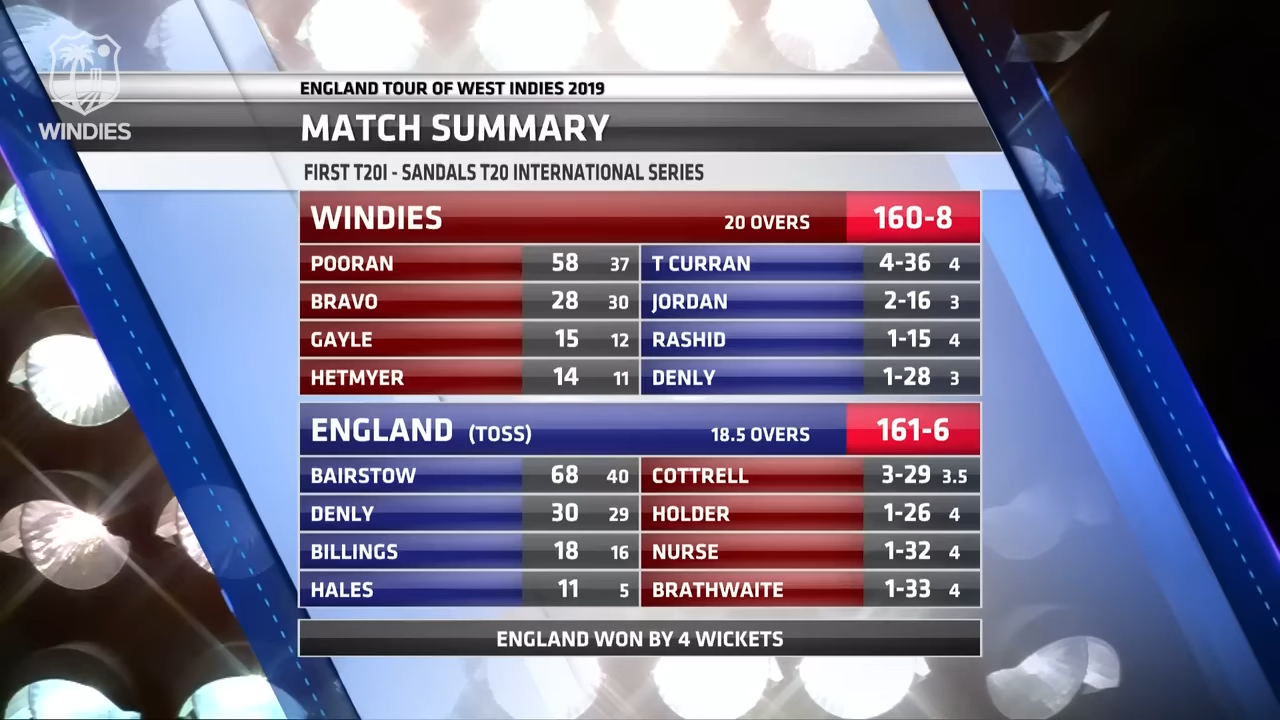 WINDIES
ENGLAND TOUR OF WEST INDIES 2019
MATCH SUMMARY
FIRST T20I - SANDALS T20 INTERNATIONAL SERIES
WINDIES 20 OVERS 160-8
POORAN 58 37 T CURRAN 4-36 4
BRAVO 28 30 JORDAN 2-16 3
GAYLE 15 12 RASHID 1-15 4
HETMYER 14 11 DENLY 1-28 3
ENGLAND (TOSS) 18.5 OVERS 161-6
BAIRSTOW 68 40 COTTRELL 3-29 3.5
DENLY 30 29 HOLDER 1-26 4
BILLINGS 18 16 NURSE 1-32 4
HALES 11 5 BRATHWAITE 1-33 4
ENGLAND WON BY 4 WICKETS